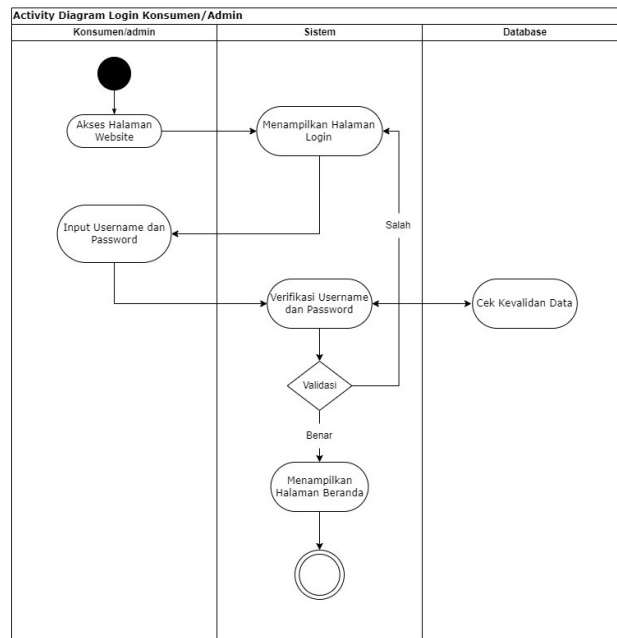 Activity Diagram Login Konsumen/Admin
Konsumen/admin
Sistem
Database
Akses Halaman
Website
Menampilkan Halaman
Login
Input Username dan
Password
Salah
Verifikasi Username
dan Password
Cek Kevalidan Data
Validasi
Benar
Menampilkan
Halaman Beranda